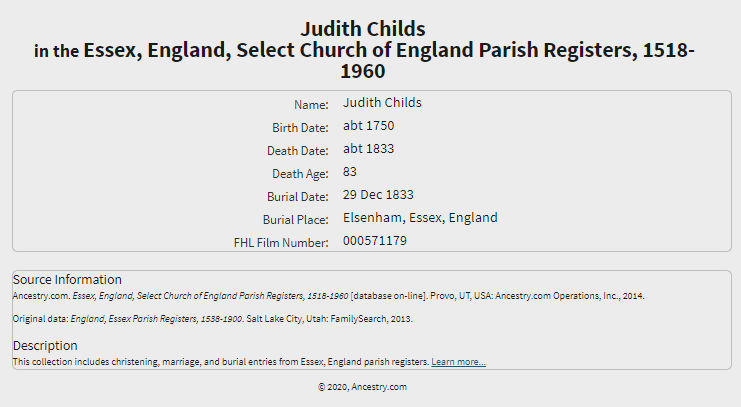 Judith Childs
in the Essex, England, Select Church of England Parish Registers, 1518-
1960
Name: Judith Childs
Birth Date: abt 1750
Death Date: abt 1833
Death Age: 83
Burial Date: 29 Dec 1833
Burial Place: Elsenham, Essex, England
FHL Film Number: 000571179
Source Information
Ancestry.com. Essex, England, Select Church of England Parish Registers, 1518-1960 [database on-line]. Provo, UT, USA: Ancestry.com Operations, Inc., 2014.
Original data: England, Essex Parish Registers, 1538-1900. Salt Lake City, Utah: FamilySearch, 2013.
Description
This collection includes christening, marriage, and burial entries from Essex, England parish registers. Learn more...
© 2020, Ancestry.com